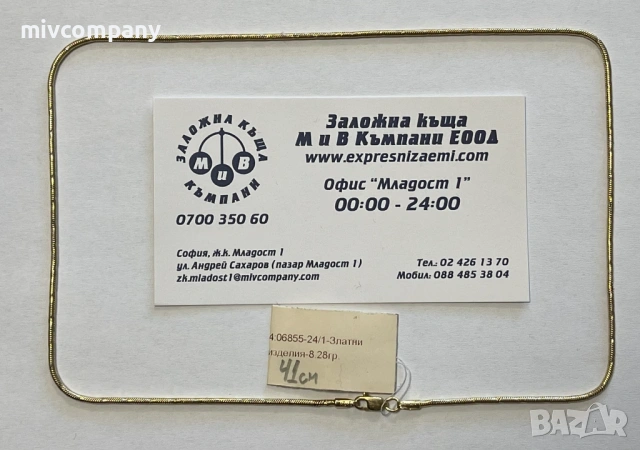 mivcompany
ЗАЛОЖНА КЪЩА
М И В
КЪМПАНИ
0700 350 60
Заложна къща
М и В Къмпани ЕООД
www.expresnizaemi.com
Офис "Младост 1"
00:00 - 24:00
София, ж.к. Младост 1
ул. Андрей Сахаров (пазар Младост 1)
zk.mladost1@mivcompany.com
Тел.: 02 426 13 70
Мобил.: 088 485 38 04
4:06855-24/1-Златни
изделия-8.28гр
41см
BAZAR